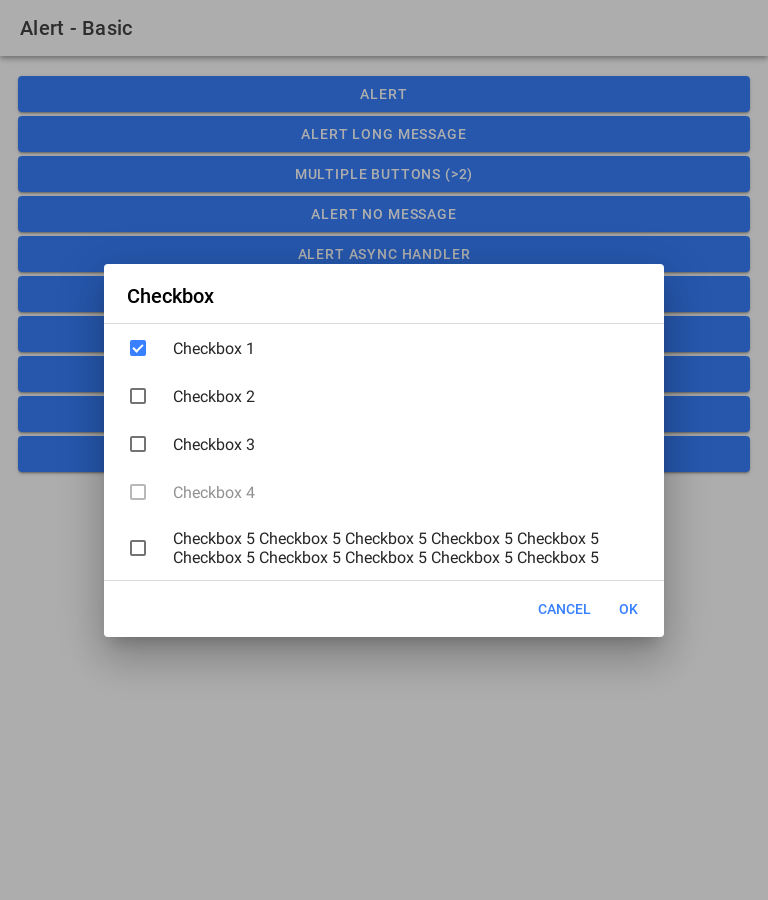 Alert - Basic
ALERT
ALERT LONG MESSAGE
MULTIPLE BUTTONS (>2)
ALERT NO MESSAGE
ALERT ASYNC HANDLER
Checkbox
Checkbox 1
Checkbox 2
Checkbox 3
Checkbox 4
Checkbox 5 Checkbox 5 Checkbox 5 Checkbox 5 Checkbox 5
Checkbox 5 Checkbox 5 Checkbox 5 Checkbox 5 Checkbox 5
CANCEL OK